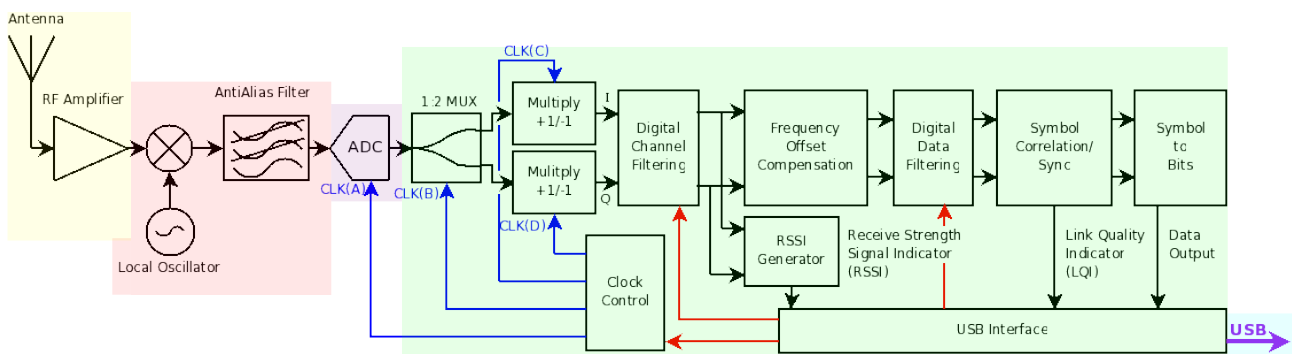 Antenna
RF Amplifier
AntiAlias Filter
Local Oscillator
ADC
CLK(A)
1:2 MUX
CLK(B)
CLK(C)
Multiply
+1/-1
I
Mulitply
+1/-1
Q
CLK(D)
Clock
Control
Digital
Channel
Filtering
Frequency
Offset
Compensation
Digital
Data
Filtering
Symbol
Correlation/
Sync
Symbol
to
Bits
RSSI
Generator
Receive Strength
Signal Indicator
(RSSI)
Link Quality
Indicator
(LQI)
Data
Output
USB Interface
USB